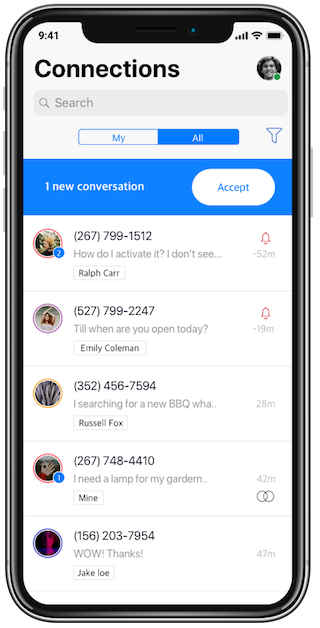 9:41
Connections
Search
My All
1 new conversation Accept
(267) 799-1512
How do I activate it? I don't see...
-52m
2
Ralph Carr
(527) 799-2247
Till when are you open today?
-19m
Emily Coleman
(352) 456-7594
I searching for a new BBQ wha..
28m
Russell Fox
(267) 748-4410
I need a lamp for my gardern..
42m
1
Mine
(156) 203-7954
WOW! Thanks!
47m
Jake loe